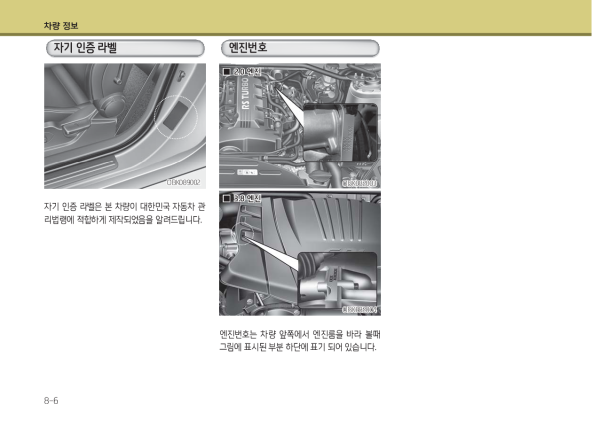 차량 정보
자기 인증 라벨
OBK089002
자기 인증 라벨은 본 차량이 대한민국 자동차 관
리법령에 적합하게 제작되었음을 알려드립니다.
엔진번호
■ 2.0 엔진
RS TURBO
■ 3.8 엔진
엔진번호는 차량 앞쪽에서 엔진룸을 바라 볼때
그림에 표시된 부분 하단에 표기 되어 있습니다.
8-6